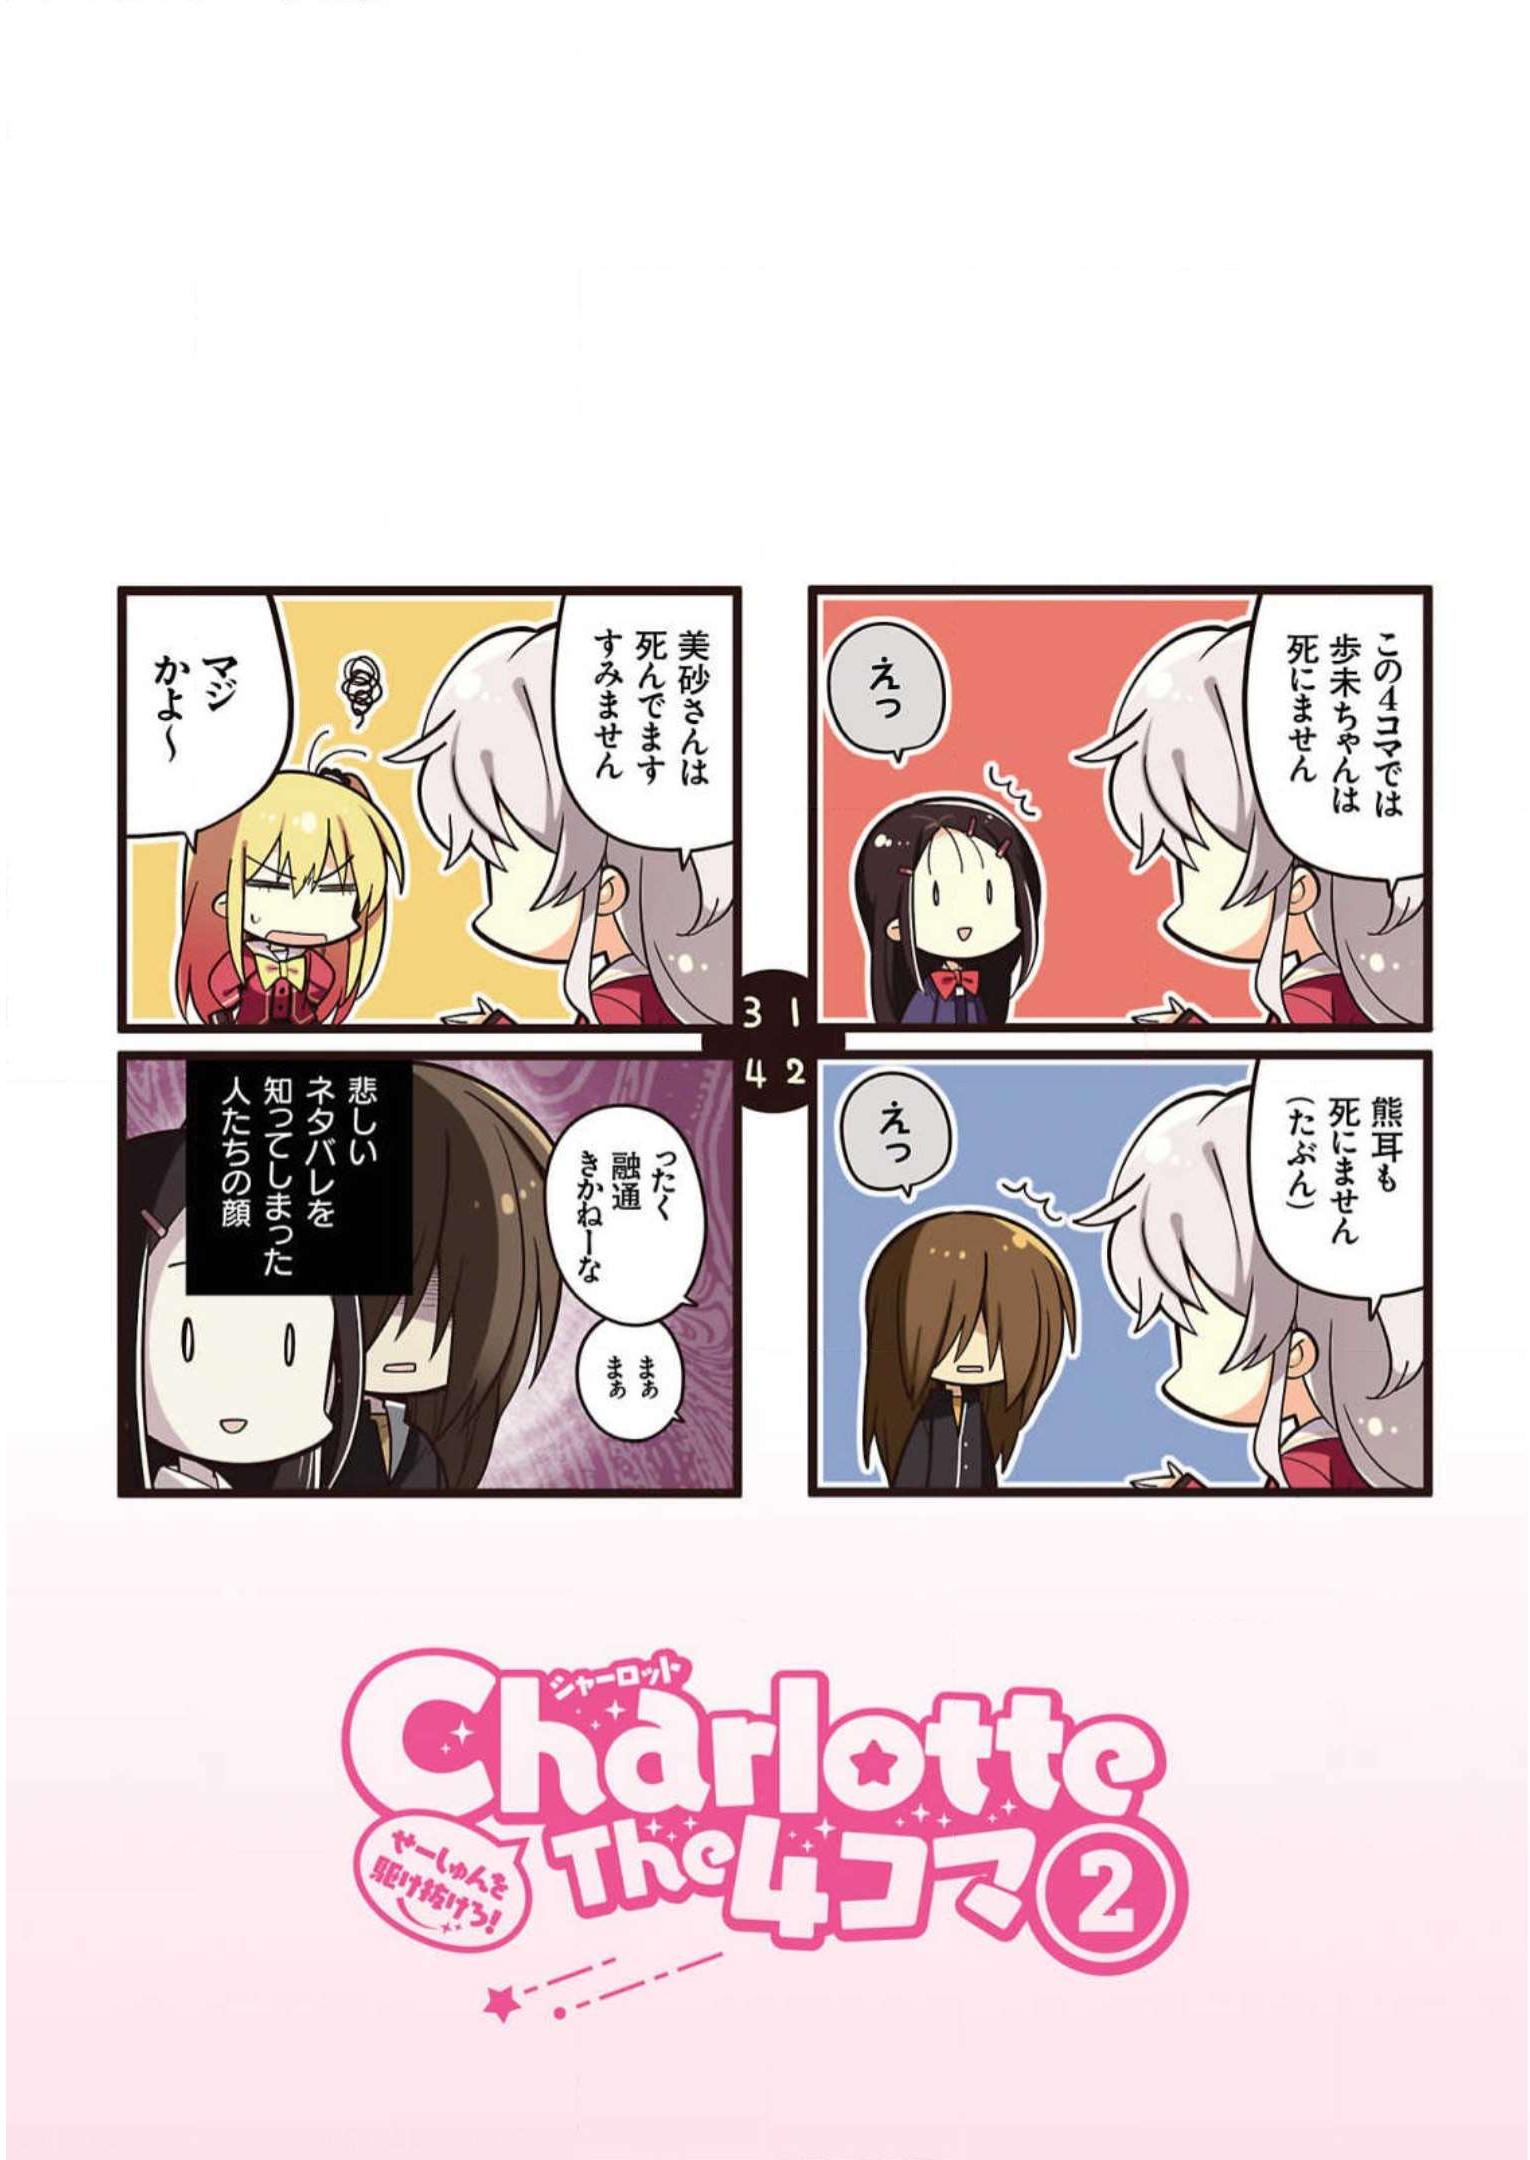 この4コマでは
歩未ちゃんは
死にません
えっ
熊耳も
死にません
(たぶん)
えっ
美砂さんは
死んでます
すみません
マジ
かよ～
ったく
融通
きかねーな
まぁ
まぁ
悲しい
ネタバレを
知ってしまった
人たちの顔
3 1
4 2
シャーロット
Charlotte
The4コマ2
せーしゅんを
駆け抜けろ!